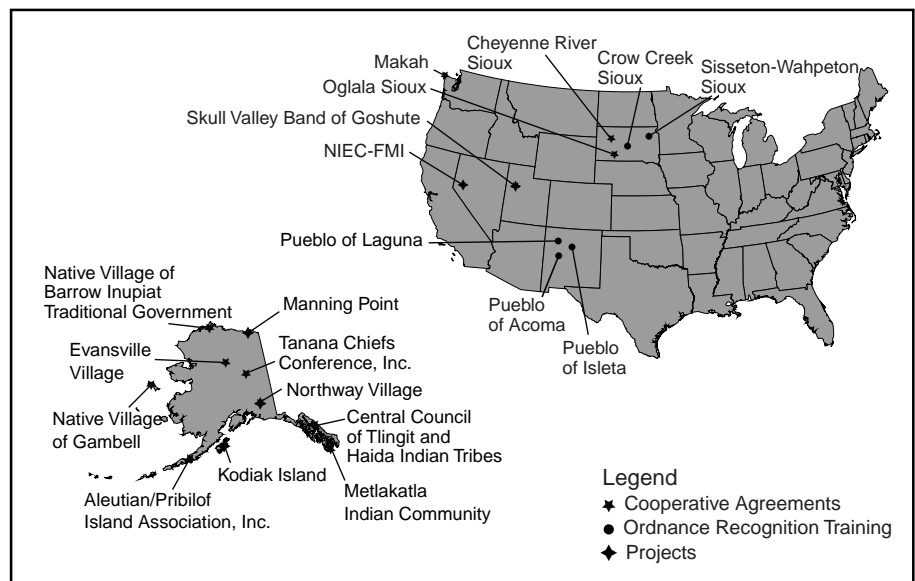 Cheyenne River
Sioux
Crow Creek
Sioux
Sisseton-Wahpeton
Sioux
Makah
Oglala Sioux
Skull Valley Band of Goshute
NIEC-FMI
Pueblo of Laguna
Pueblo
of Acoma
Pueblo
of Isleta
Native Village of
Barrow Inupiat
Traditional Government
Manning Point
Evansville
Village
Tanana Chiefs
Conference, Inc.
Northway Village
Native Village
of Gambell
Central Council
of Tlingit and
Haida Indian Tribes
Kodiak Island
Metlakatla
Indian Community
Aleutian/Pribilof
Island Association, Inc.
Legend
Cooperative Agreements
Ordnance Recognition Training
Projects